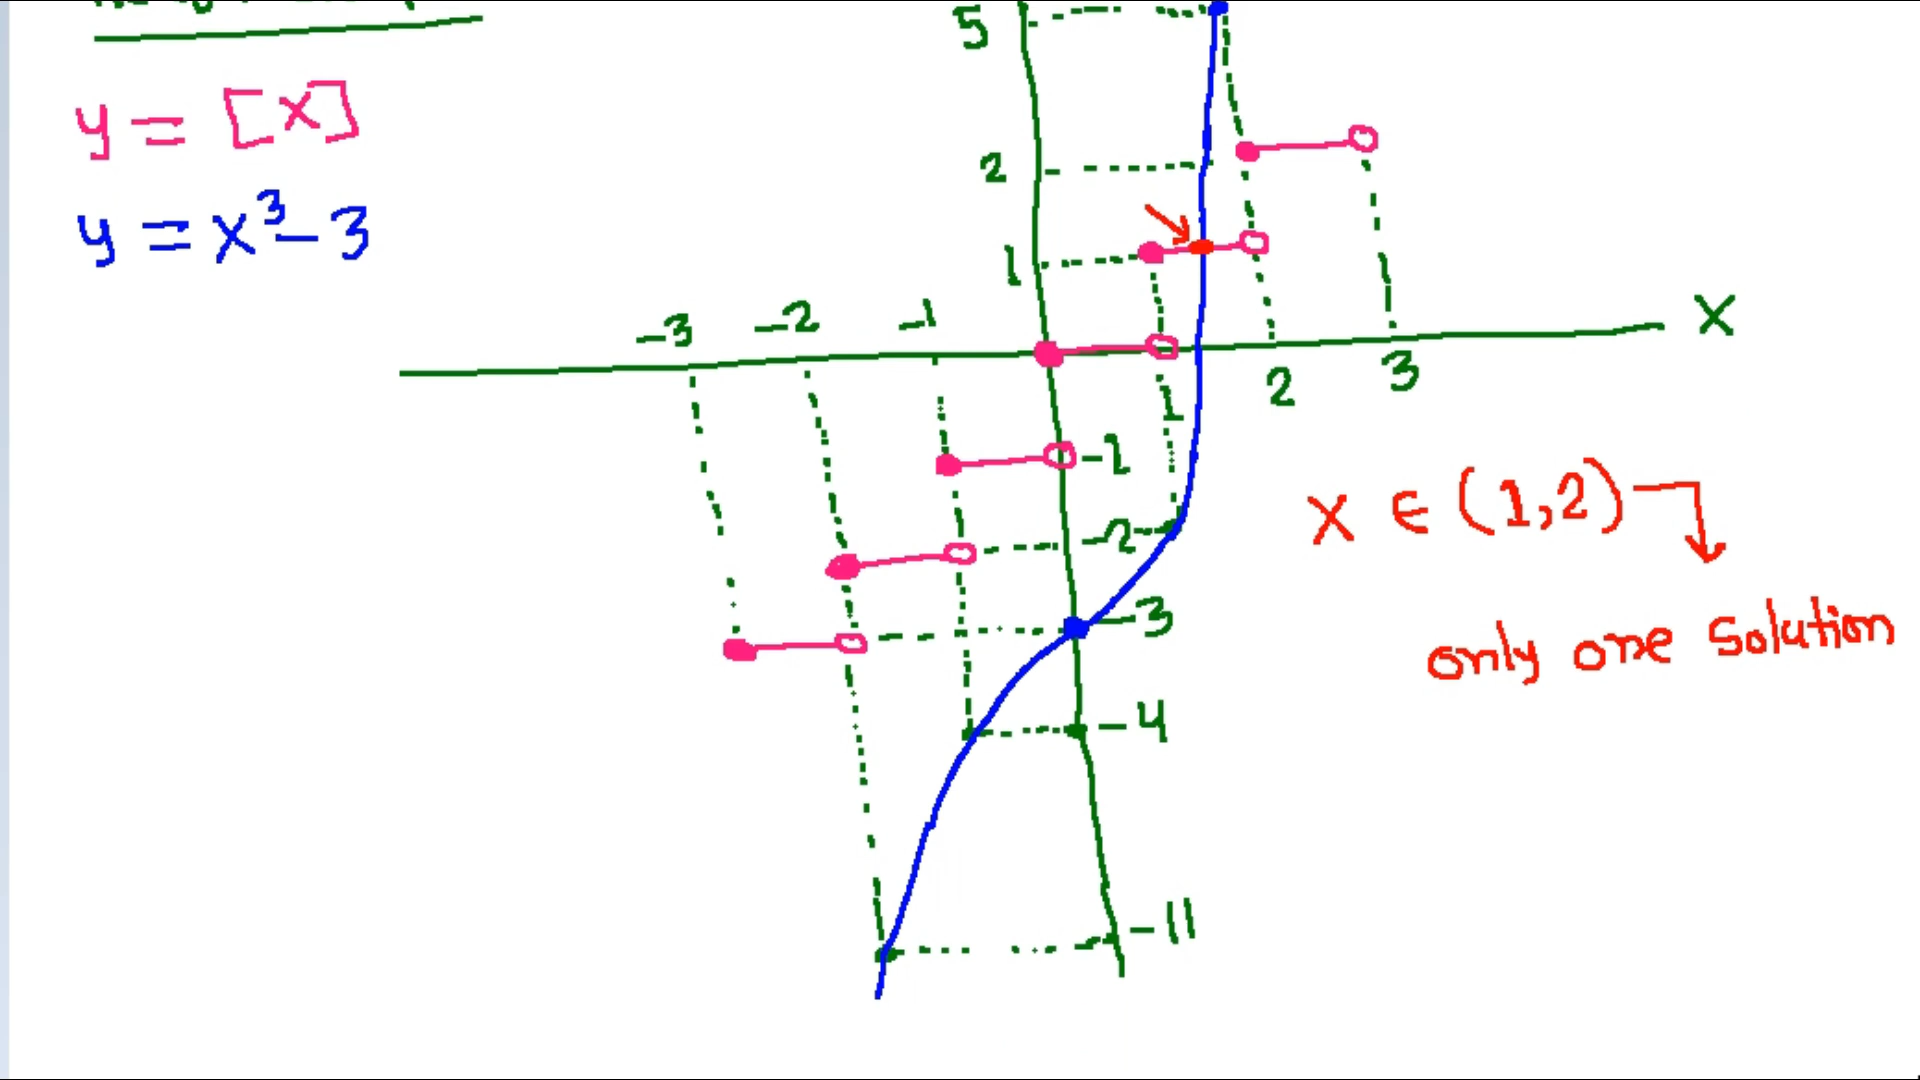 y = [x]
y = x³-3
5
2
1
-3 -2 -1
X
1 2 3
-1
-2
-3
-4
-11
X ∈ (1,2)
only one solution